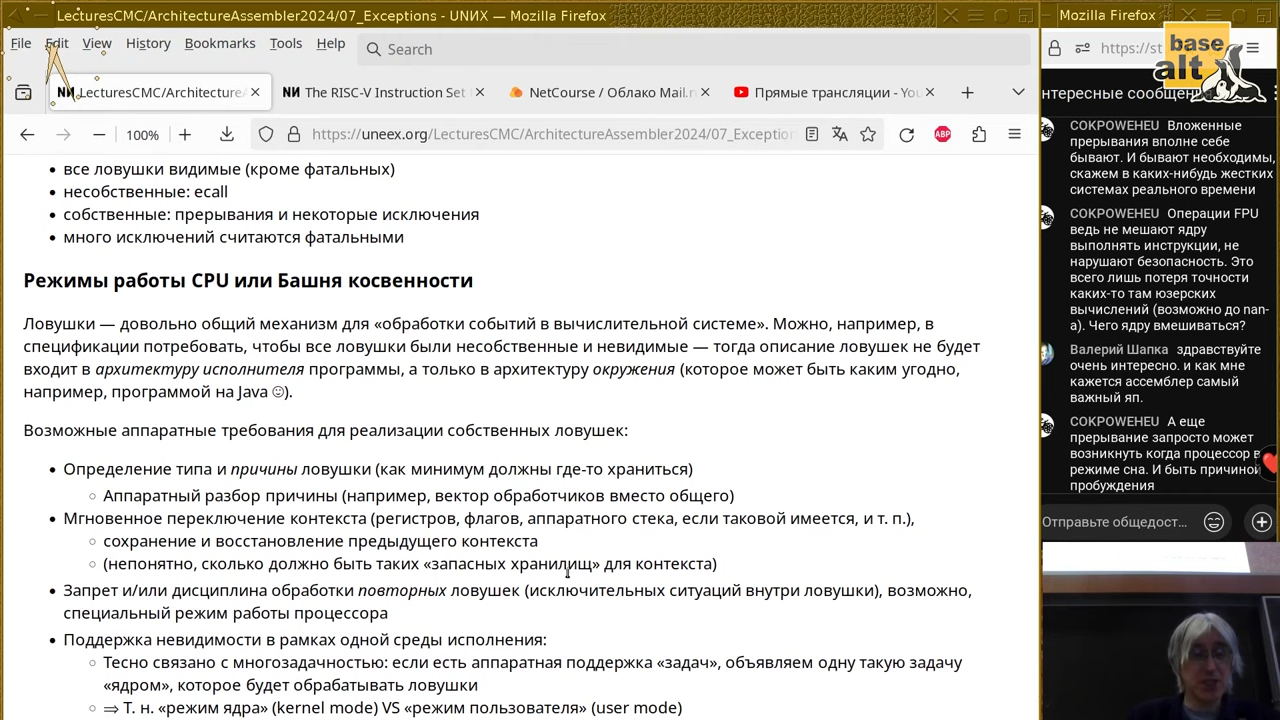 LecturesCMC/ArchitectureAssembler2024/07_Exceptions - UNИX — Mozilla Firefox
Mozilla Firefox
File Edit View History Bookmarks Tools Help
Search
https://st
base
alt
LecturesCMC/Architecture
The RISC-V Instruction Set
NetCourse / Облако Mail.r
Прямые трансляции - You
100%
https://uneex.org/LecturesCMC/ArchitectureAssembler2024/07_Exception
ABP
все ловушки видимые (кроме фатальных)
несобственные: ecall
собственные: прерывания и некоторые исключения
много исключений считаются фатальными
Режимы работы CPU или Башня косвенности
Ловушки — довольно общий механизм для «обработки событий в вычислительной системе». Можно, например, в
спецификации потребовать, чтобы все ловушки были несобственные и невидимые — тогда описание ловушек не будет
входит в архитектуру исполнителя программы, а только в архитектуру окружения (которое может быть каким угодно,
например, программой на Java ☺).
Возможные аппаратные требования для реализации собственных ловушек:
Определение типа и причины ловушки (как минимум должны где-то храниться)
Аппаратный разбор причины (например, вектор обработчиков вместо общего)
Мгновенное переключение контекста (регистров, флагов, аппаратного стека, если таковой имеется, и т. п.),
сохранение и восстановление предыдущего контекста
(непонятно, сколько должно быть таких «запасных хранилищ» для контекста)
Запрет и/или дисциплина обработки повторных ловушек (исключительных ситуаций внутри ловушки), возможно,
специальный режим работы процессора
Поддержка невидимости в рамках одной среды исполнения:
Тесно связано с многозадачностью: если есть аппаратная поддержка «задач», объявляем одну такую задачу
«ядром», которое будет обрабатывать ловушки
⇒ Т. н. «режим ядра» (kernel mode) VS «режим пользователя» (user mode)
нтересные сообщени
COKPOWEHEU Вложенные
прерывания вполне себе
бывают. И бывают необходимы,
скажем в каких-нибудь жестких
системах реального времени
COKPOWEHEU Операции FPU
ведь не мешают ядру
выполнять инструкции, не
нарушают безопасность. Это
всего лишь потеря точности
каких-то там юзерских
вычислений (возможно до nan-
а). Чего ядру вмешиваться?
Валерий Шапка здравствуйте
очень интересно. и как мне
кажется ассемблер самый
важный яп.
COKPOWEHEU А еще
прерывание запросто может
возникнуть когда процессор в
режиме сна. И быть причиной
пробуждения
Отправьте общедост...